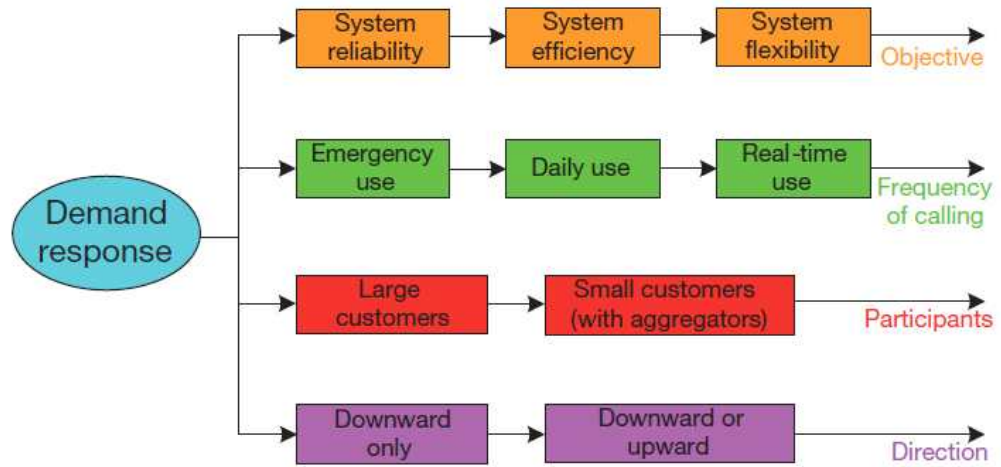 Demand
response
System
reliability
System
efficiency
System
flexibility
Objective
Emergency
use
Daily use
Real-time
use
Frequency
of calling
Large
customers
Small customers
(with aggregators)
Participants
Downward
only
Downward or
upward
Direction